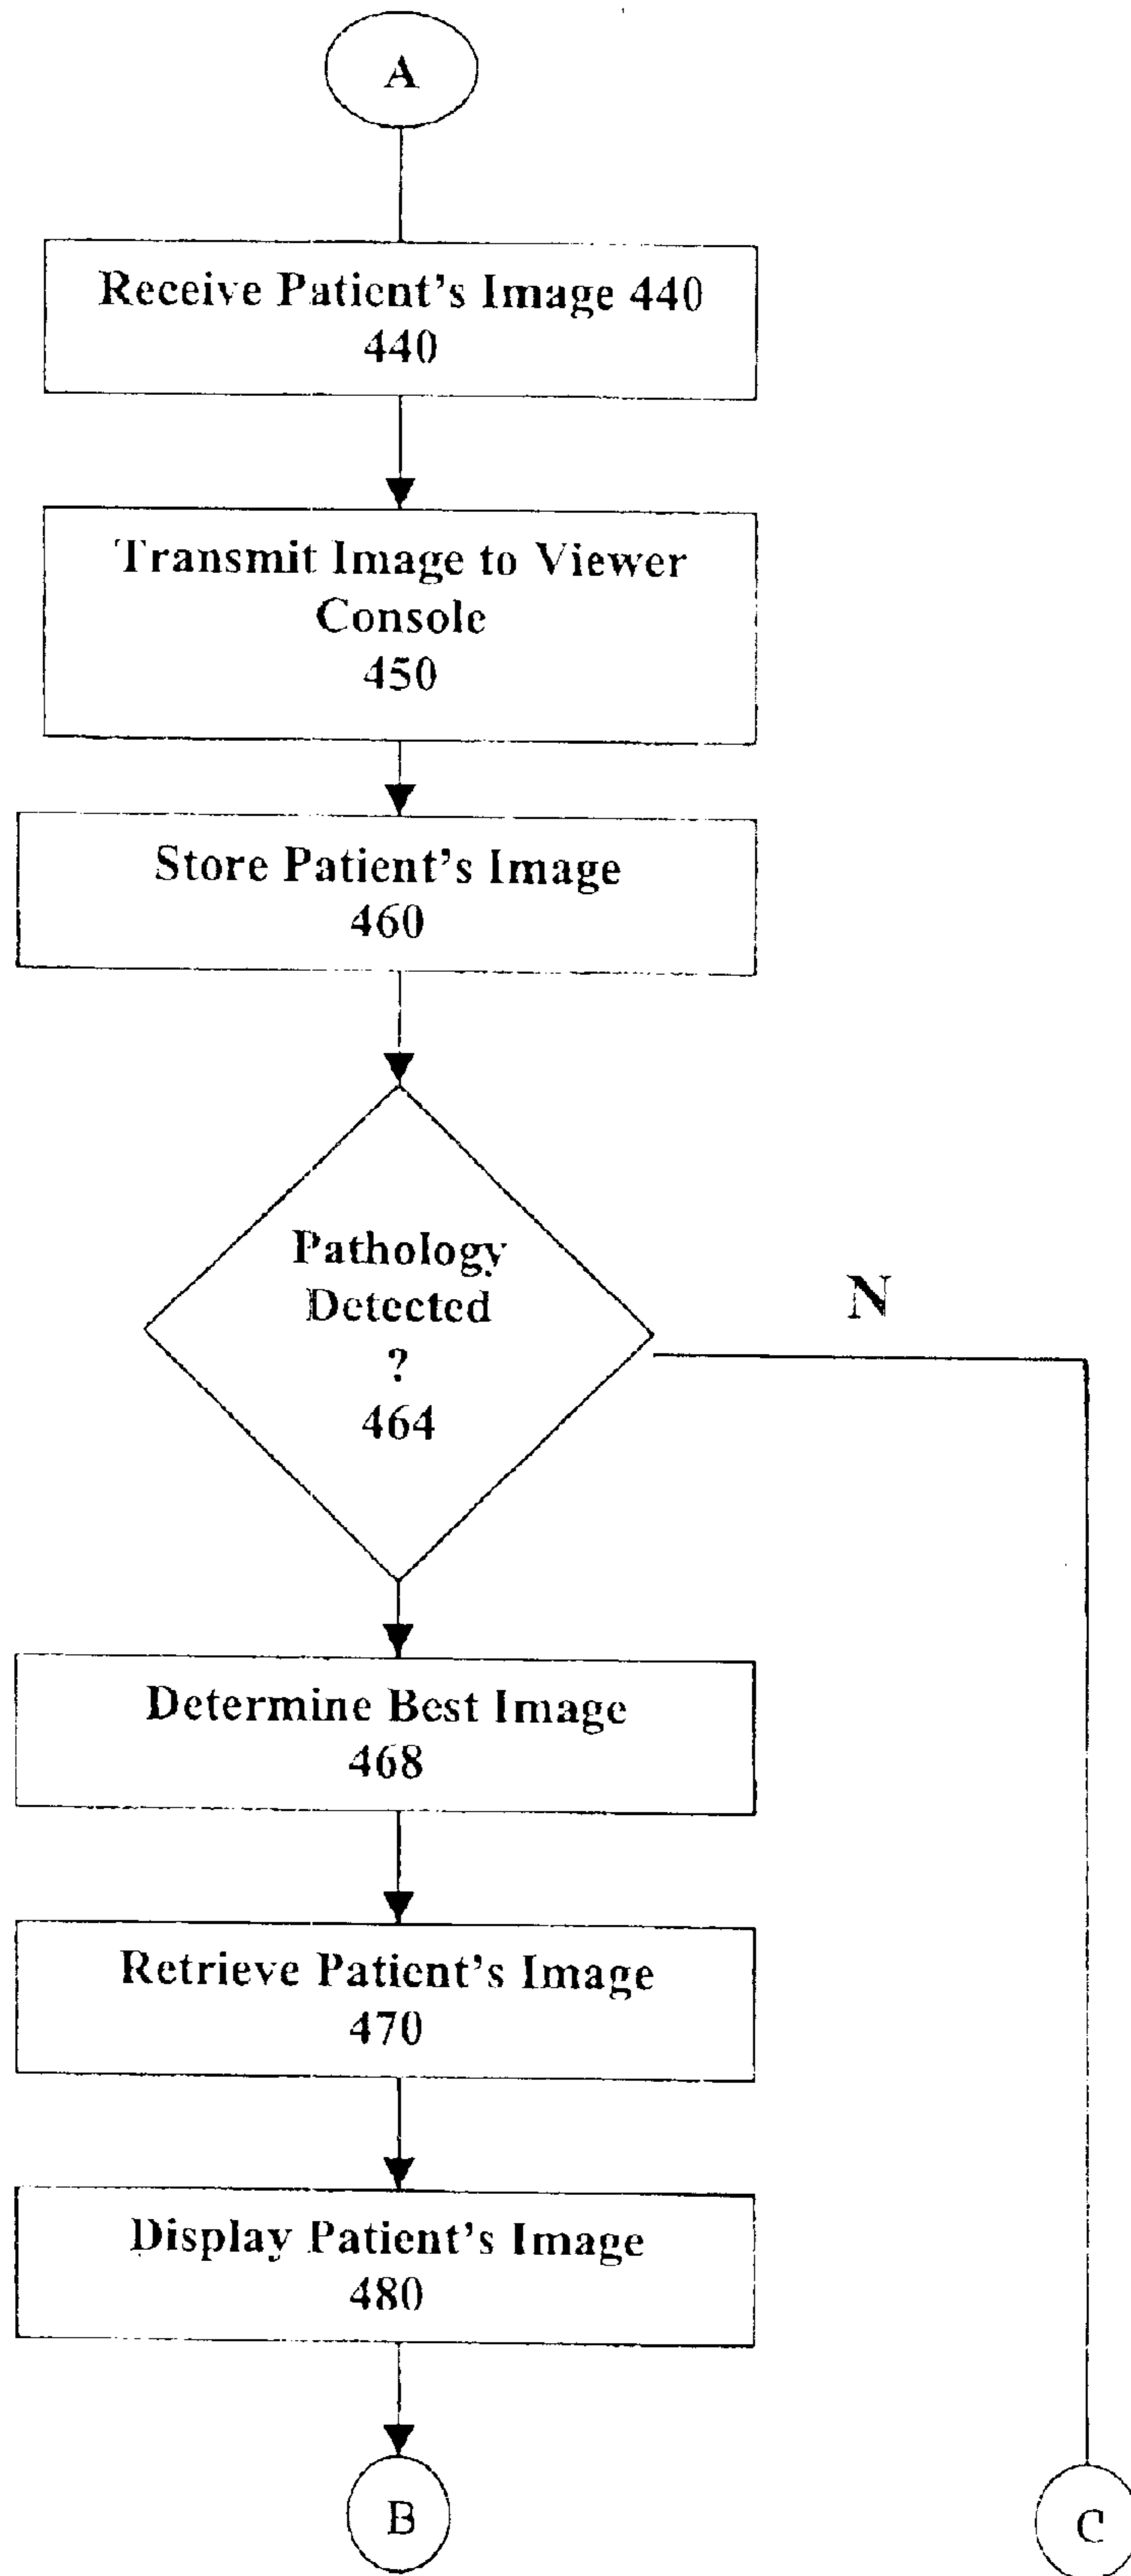 A
Receive Patient's Image 440
440
Transmit Image to Viewer
Console
450
Store Patient's Image
460
Pathology
Detected
?
464
N
Determine Best Image
468
Retrieve Patient's Image
470
Display Patient's Image
480
B
C